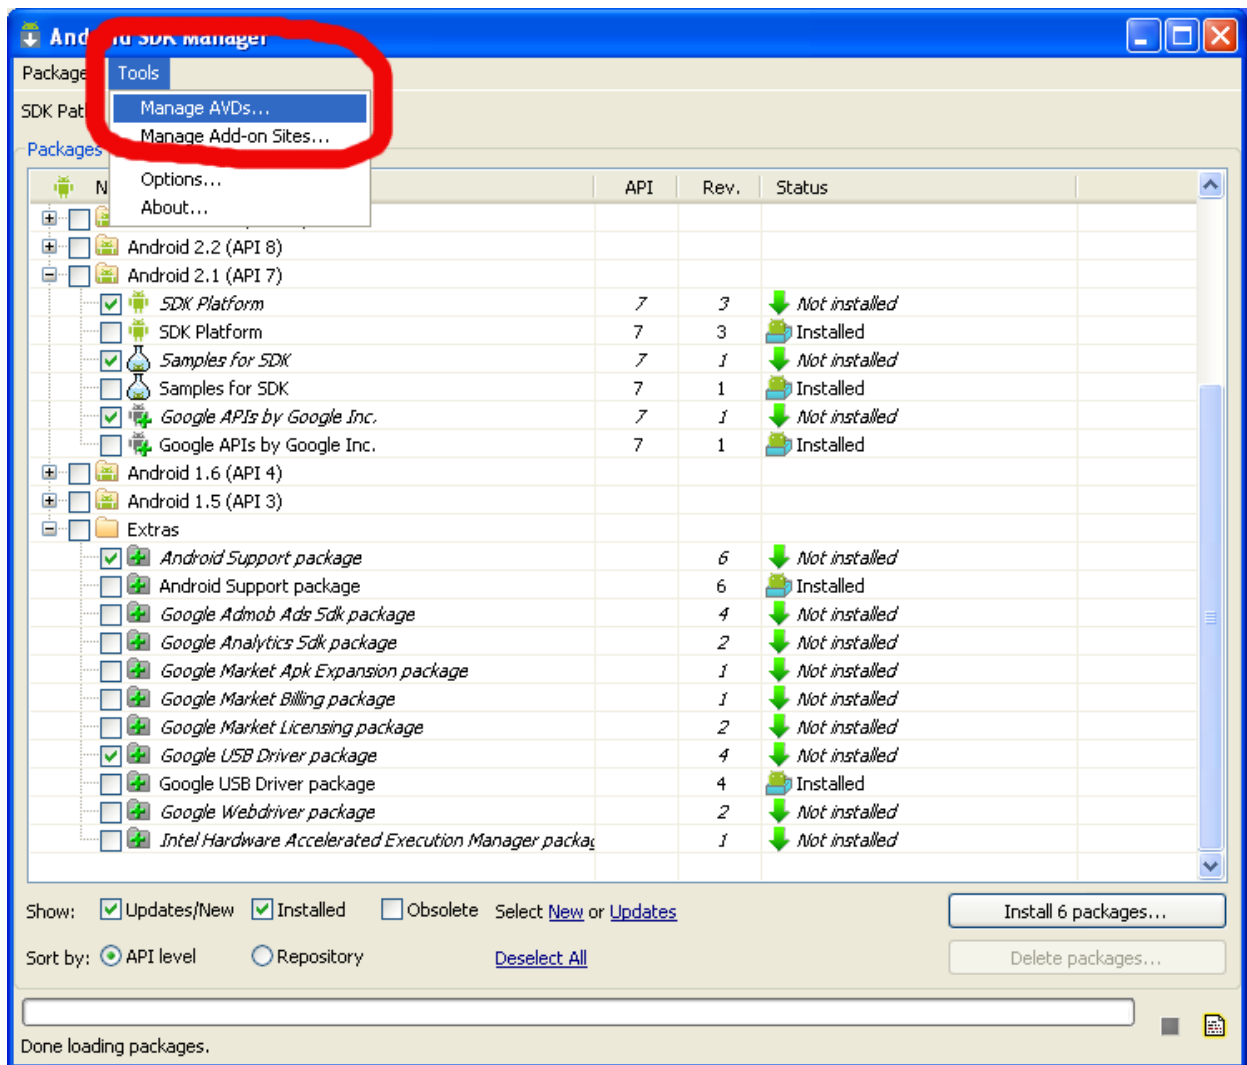 Android SDK Manager
Package Tools
SDK Pat
Manage AVDs...
Manage Add-on Sites...
Options...
About...
Packages
N API Rev. Status
Android 2.2 (API 8)
Android 2.1 (API 7)
SDK Platform 7 3 Not installed
SDK Platform 7 3 Installed
Samples for SDK 7 1 Not installed
Samples for SDK 7 1 Installed
Google APIs by Google Inc. 7 1 Not installed
Google APIs by Google Inc. 7 1 Installed
Android 1.6 (API 4)
Android 1.5 (API 3)
Extras
Android Support package 6 Not installed
Android Support package 6 Installed
Google Admob Ads Sdk package 4 Not installed
Google Analytics Sdk package 2 Not installed
Google Market Apk Expansion package 1 Not installed
Google Market Billing package 1 Not installed
Google Market Licensing package 2 Not installed
Google USB Driver package 4 Not installed
Google USB Driver package 4 Installed
Google Webdriver package 2 Not installed
Intel Hardware Accelerated Execution Manager packag 1 Not installed
Show: Updates/New Installed Obsolete Select New or Updates Install 6 packages...
Sort by: API level Repository Deselect All Delete packages...
Done loading packages.